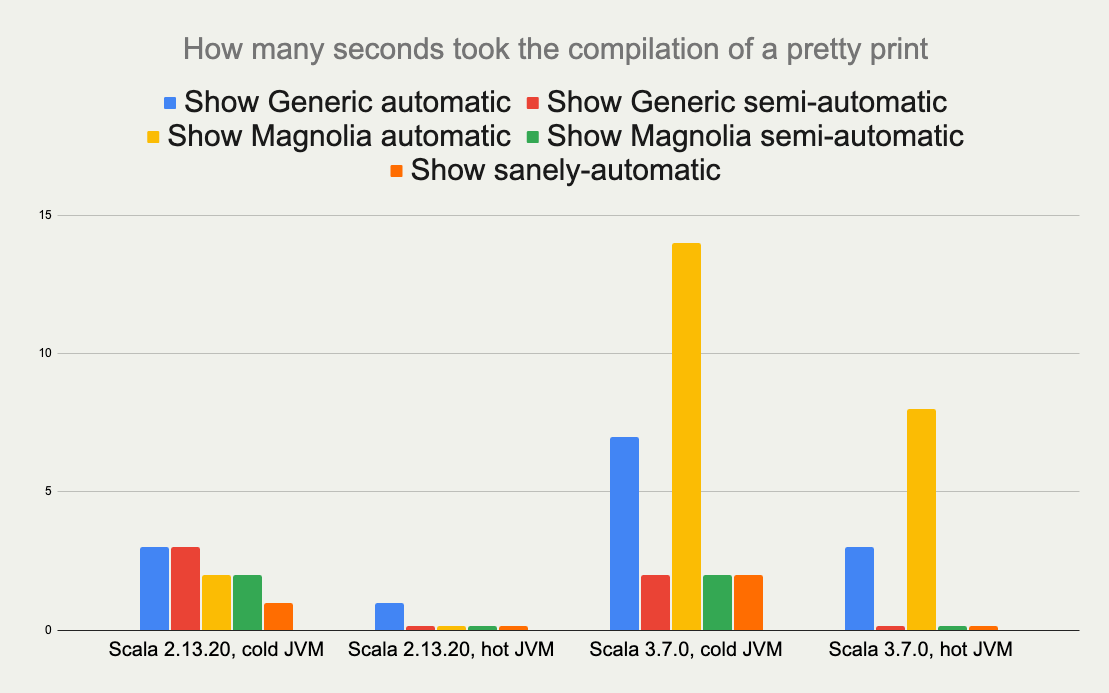 How many seconds took the compilation of a pretty print
Show Generic automatic Show Generic semi-automatic
Show Magnolia automatic Show Magnolia semi-automatic
Show sanely-automatic
15
10
5
0
Scala 2.13.20, cold JVM Scala 2.13.20, hot JVM Scala 3.7.0, cold JVM Scala 3.7.0, hot JVM